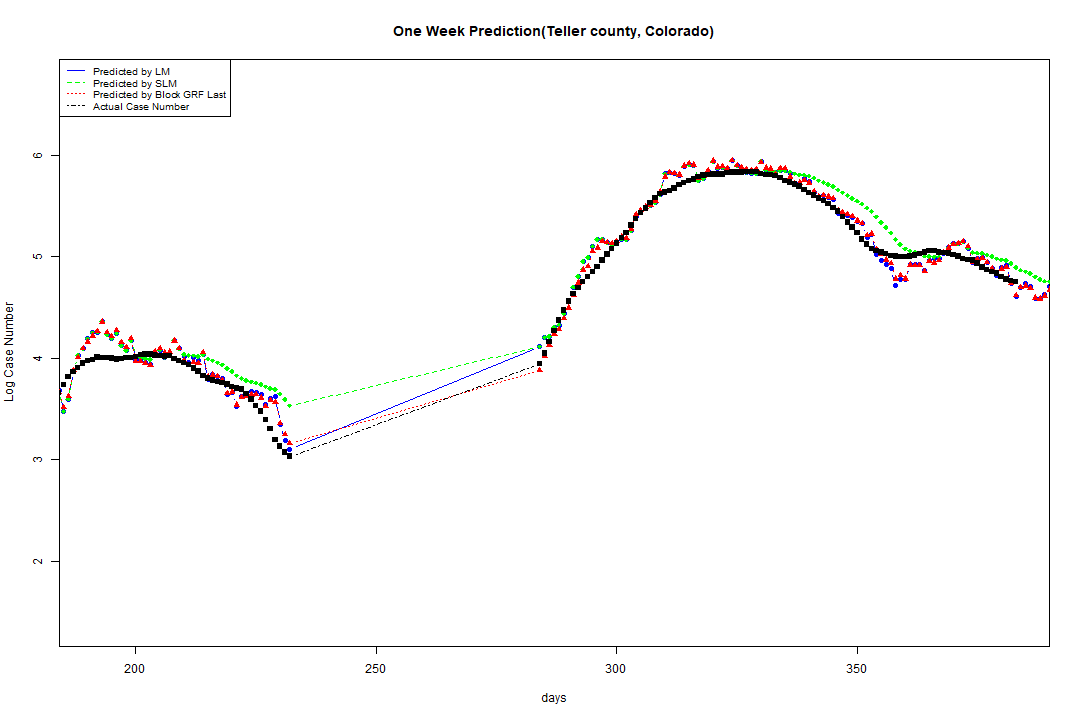 One Week Prediction(Teller county, Colorado)
Predicted by LM
Predicted by SLM
Predicted by Block GRF Last
Actual Case Number
Log Case Number
6
5
4
3
2
200
250
300
350
days